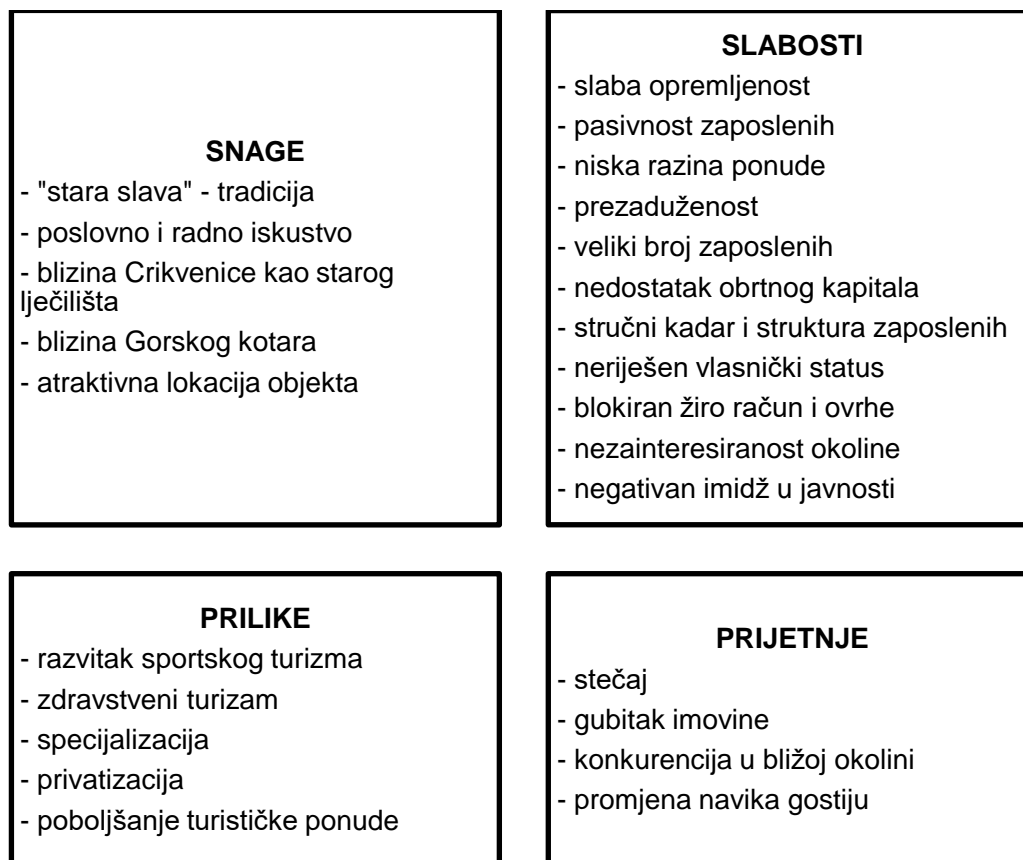 SNAGE
- "stara slava" - tradicija
- poslovno i radno iskustvo
- blizina Crikvenice kao starog
lječilišta
- blizina Gorskog kotara
- atraktivna lokacija objekta
SLABOSTI
- slaba opremljenost
- pasivnost zaposlenih
- niska razina ponude
- prezaduženost
- veliki broj zaposlenih
- nedostatak obrtnog kapitala
- stručni kadar i struktura zaposlenih
- neriješen vlasnički status
- blokiran žiro račun i ovrhe
- nezainteresiranost okoline
- negativan imidž u javnosti
PRILIKE
- razvitak sportskog turizma
- zdravstveni turizam
- specijalizacija
- privatizacija
- poboljšanje turističke ponude
PRIJETNJE
- stečaj
- gubitak imovine
- konkurencija u bližoj okolini
- promjena navika gostiju